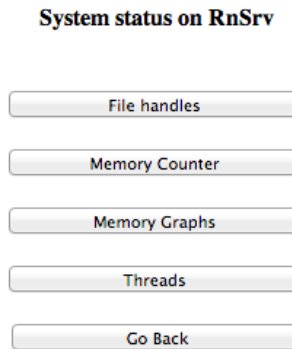 System status on RnSrv
File handles
Memory Counter
Memory Graphs
Threads
Go Back